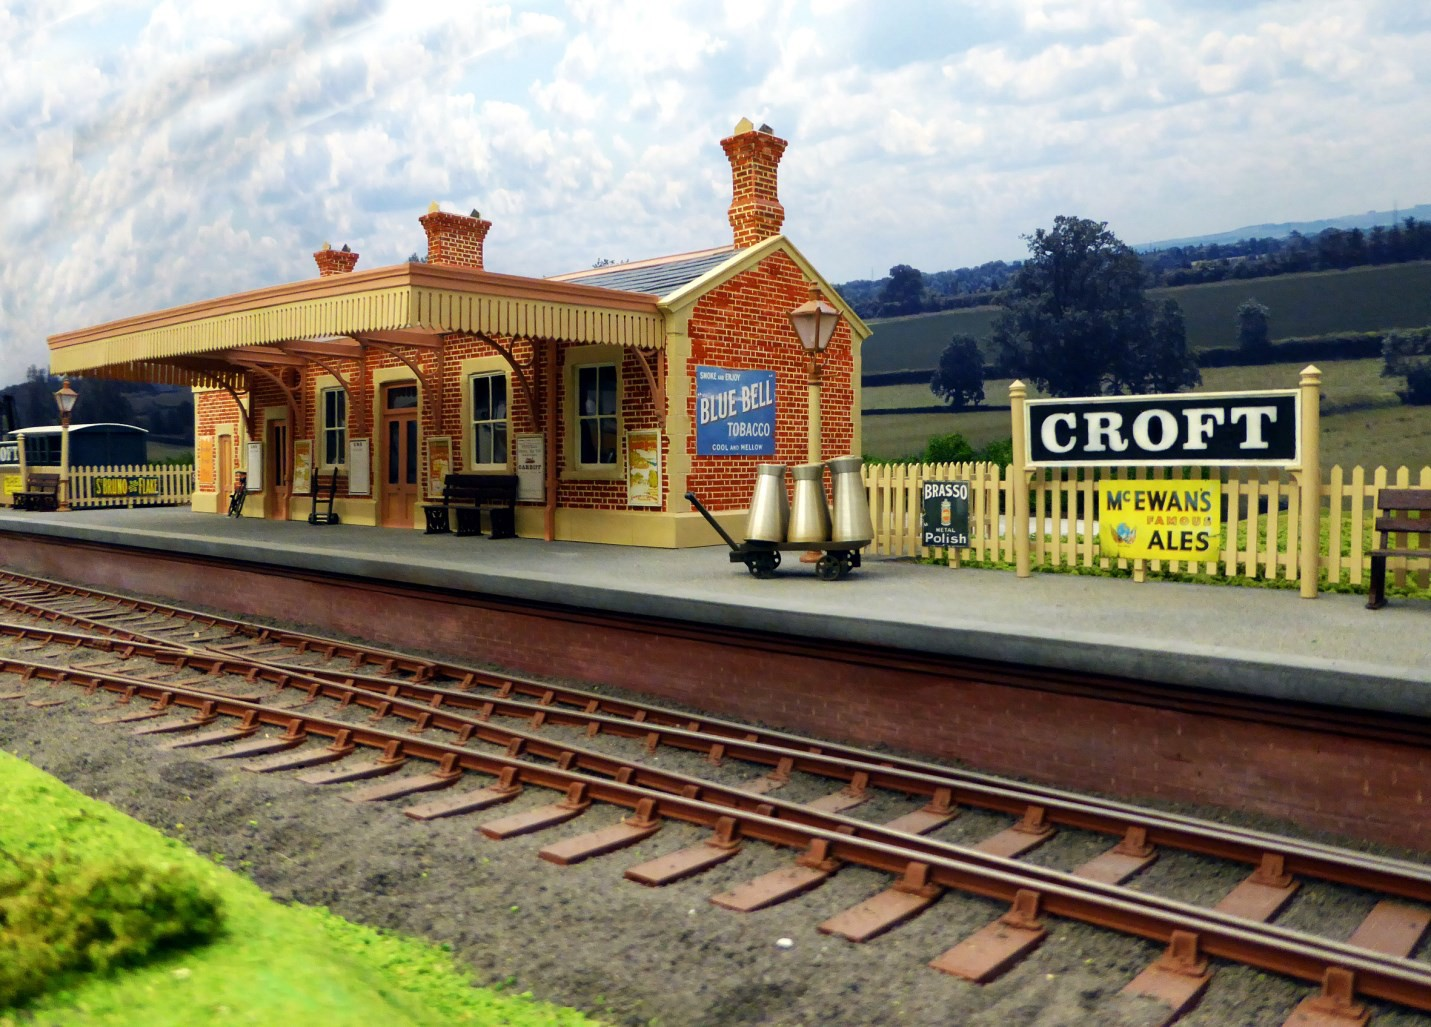 SMOKE AND ENJOY
BLUE BELL
TOBACCO
COOL AND MELLOW
CROFT
BRASSO
METAL
Polish
McEWAN'S
FAMOUS
ALES
ST BRUNO FLAKE